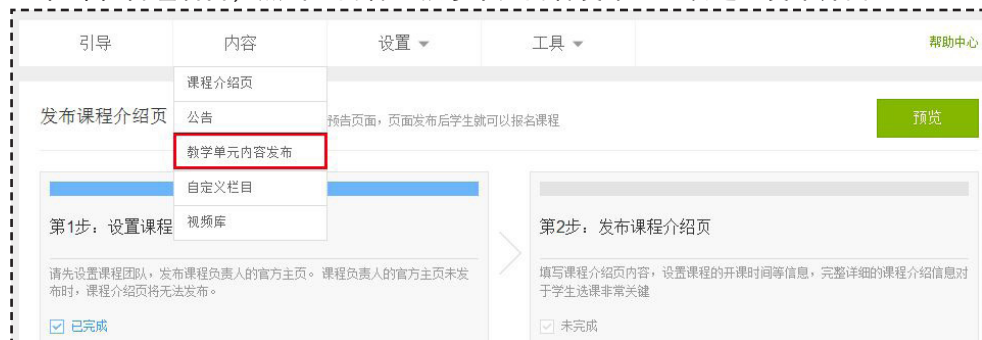 引导 内容 设置 工具 帮助中心
课程介绍页
发布课程介绍页 公告 预告页面，页面发布后学生就可以报名课程 预览
教学单元内容发布
自定义栏目
视频库
第1步：设置课程
第2步：发布课程介绍页
请先设置课程团队，发布课程负责人的官方主页。课程负责人的官方主页未发
布时，课程介绍页将无法发布。
已完成
填写课程介绍页内容，设置课程的开课时间等信息，完整详细的课程介绍信息对
于学生选课非常关键
未完成